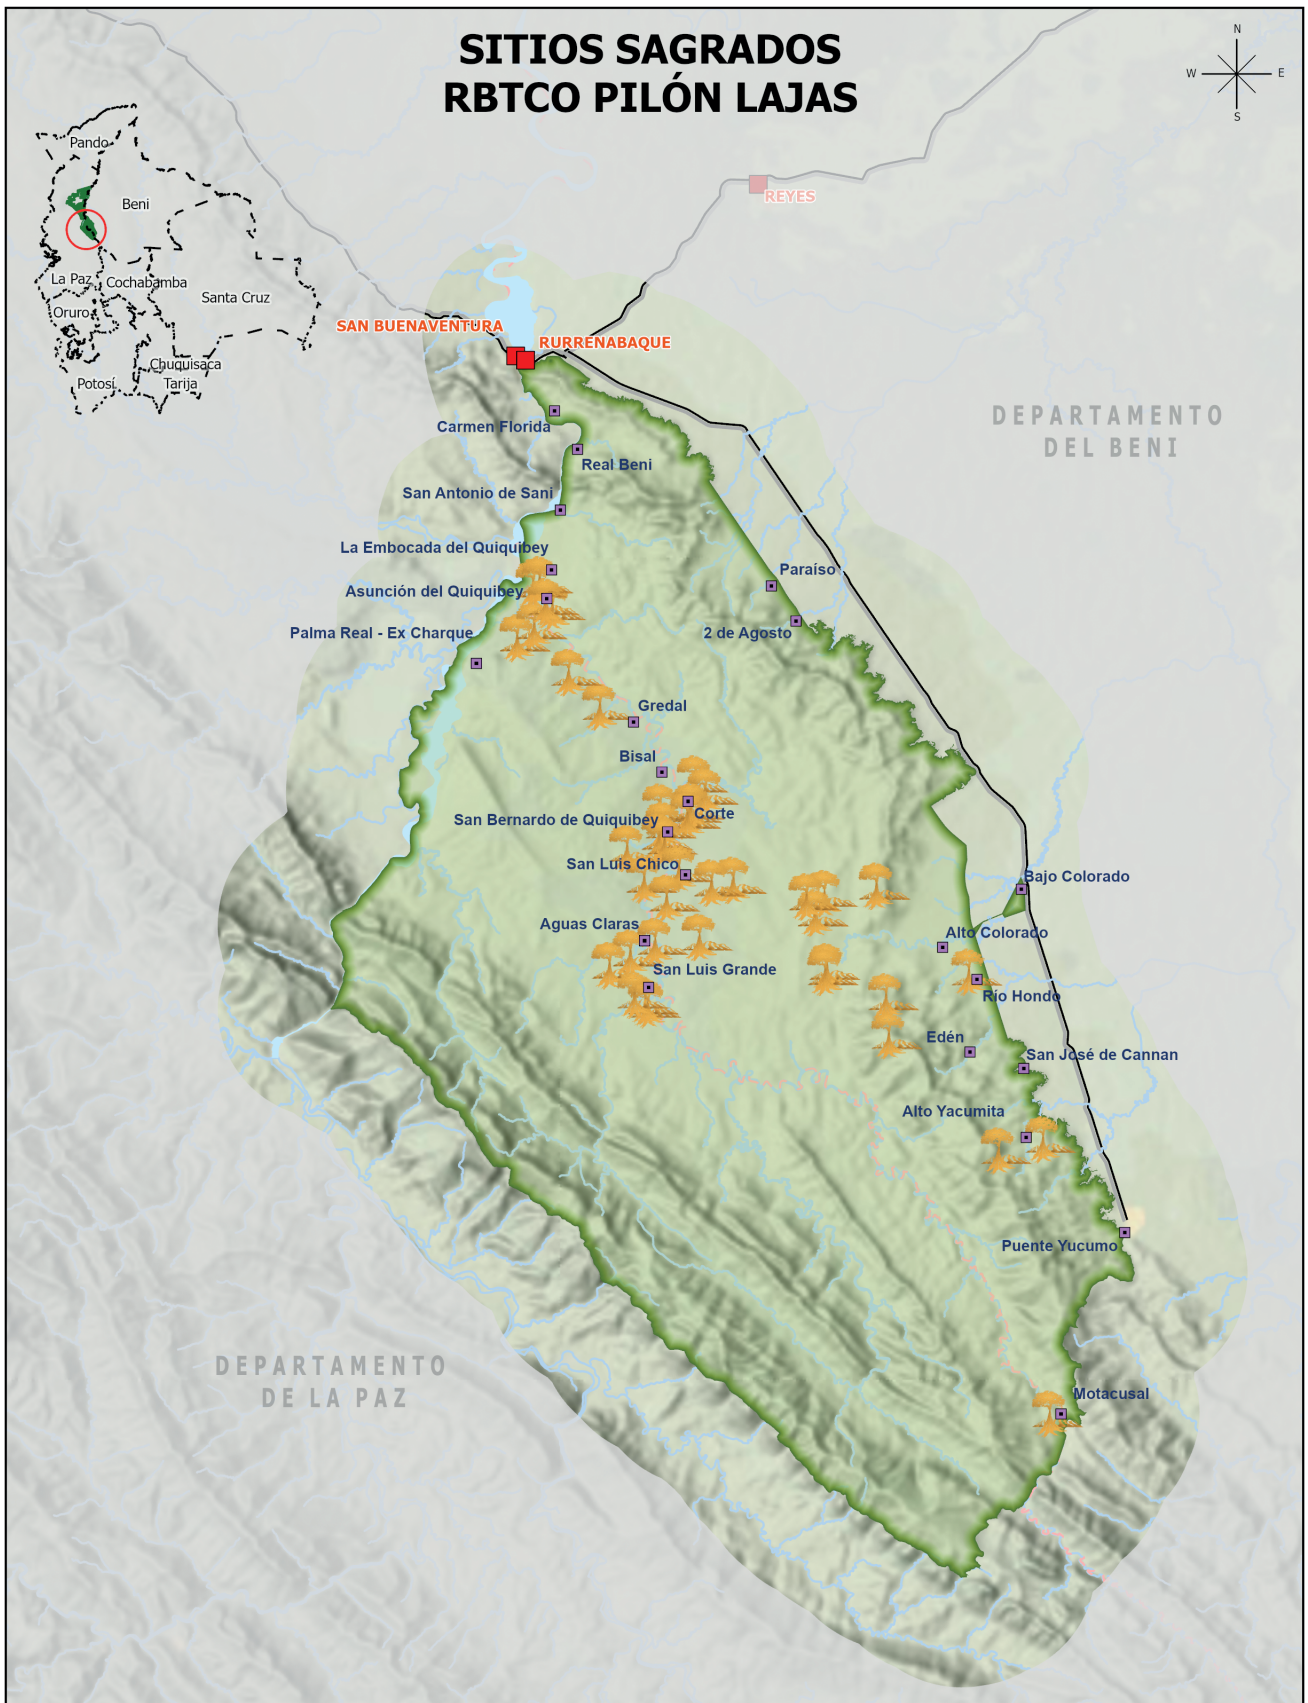 SITIOS SAGRADOS
RBTCO PILÓN LAJAS
N
W
E
S
Pando
Beni
La Paz
Cochabamba
Santa Cruz
Oruro
Chuquisaca
Potosí
Tarija
REYES
SAN BUENAVENTURA
RURRENABAQUE
DEPARTAMENTO
DEL BENI
Carmen Florida
Real Beni
San Antonio de Sani
La Embocada del Quiquibey
Asunción del Quiquibey
Paraíso
Palma Real - Ex Charque
2 de Agosto
Gredal
Bisal
Corte
San Bernardo de Quiquibey
San Luis Chico
Bajo Colorado
Aguas Claras
Alto Colorado
San Luis Grande
Río Hondo
Edén
San José de Cannan
Alto Yacumita
Puente Yucumo
DEPARTAMENTO
DE LA PAZ
Motacusal